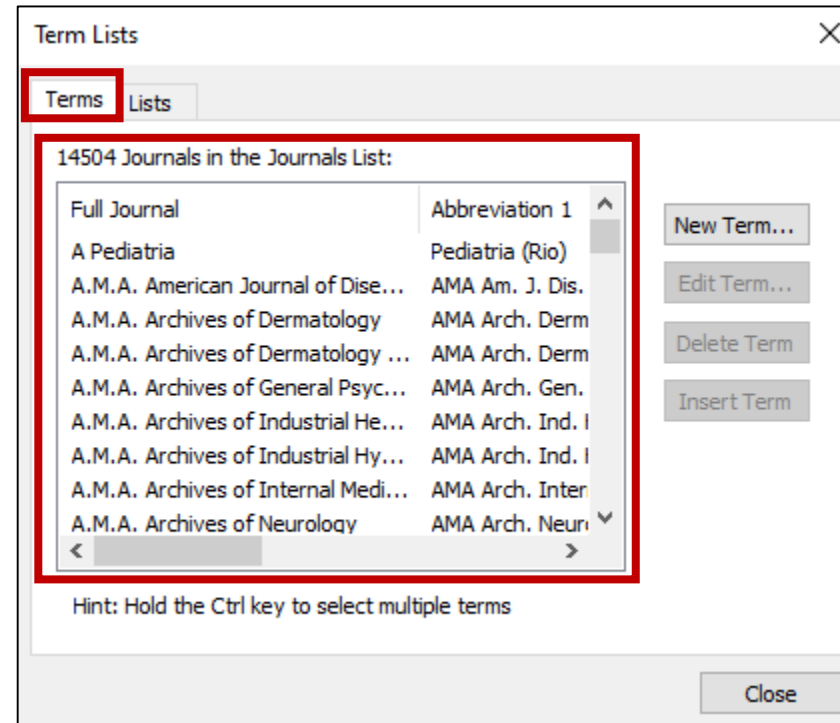 Term Lists
Terms Lists
14504 Journals in the Journals List:
Full Journal Abbreviation 1
A Pediatria Pediatria (Rio)
A.M.A. American Journal of Dise... AMA Am. J. Dis.
A.M.A. Archives of Dermatology AMA Arch. Derm
A.M.A. Archives of Dermatology ... AMA Arch. Derm
A.M.A. Archives of General Psyc... AMA Arch. Gen.
A.M.A. Archives of Industrial He... AMA Arch. Ind. H
A.M.A. Archives of Industrial Hy... AMA Arch. Ind. H
A.M.A. Archives of Internal Medi... AMA Arch. Inter
A.M.A. Archives of Neurology AMA Arch. Neur
New Term...
Edit Term...
Delete Term
Insert Term
Hint: Hold the Ctrl key to select multiple terms
Close